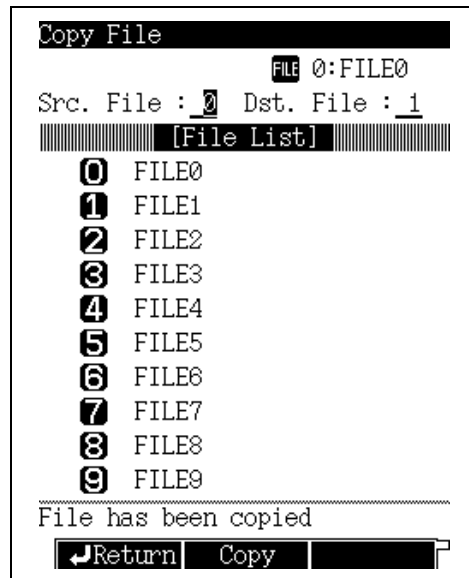 Copy File
FILE 0:FILE0
Src. File : 0 Dst. File : 1
[File List]
0 FILE0
1 FILE1
2 FILE2
3 FILE3
4 FILE4
5 FILE5
6 FILE6
7 FILE7
8 FILE8
9 FILE9
File has been copied
↵Return Copy